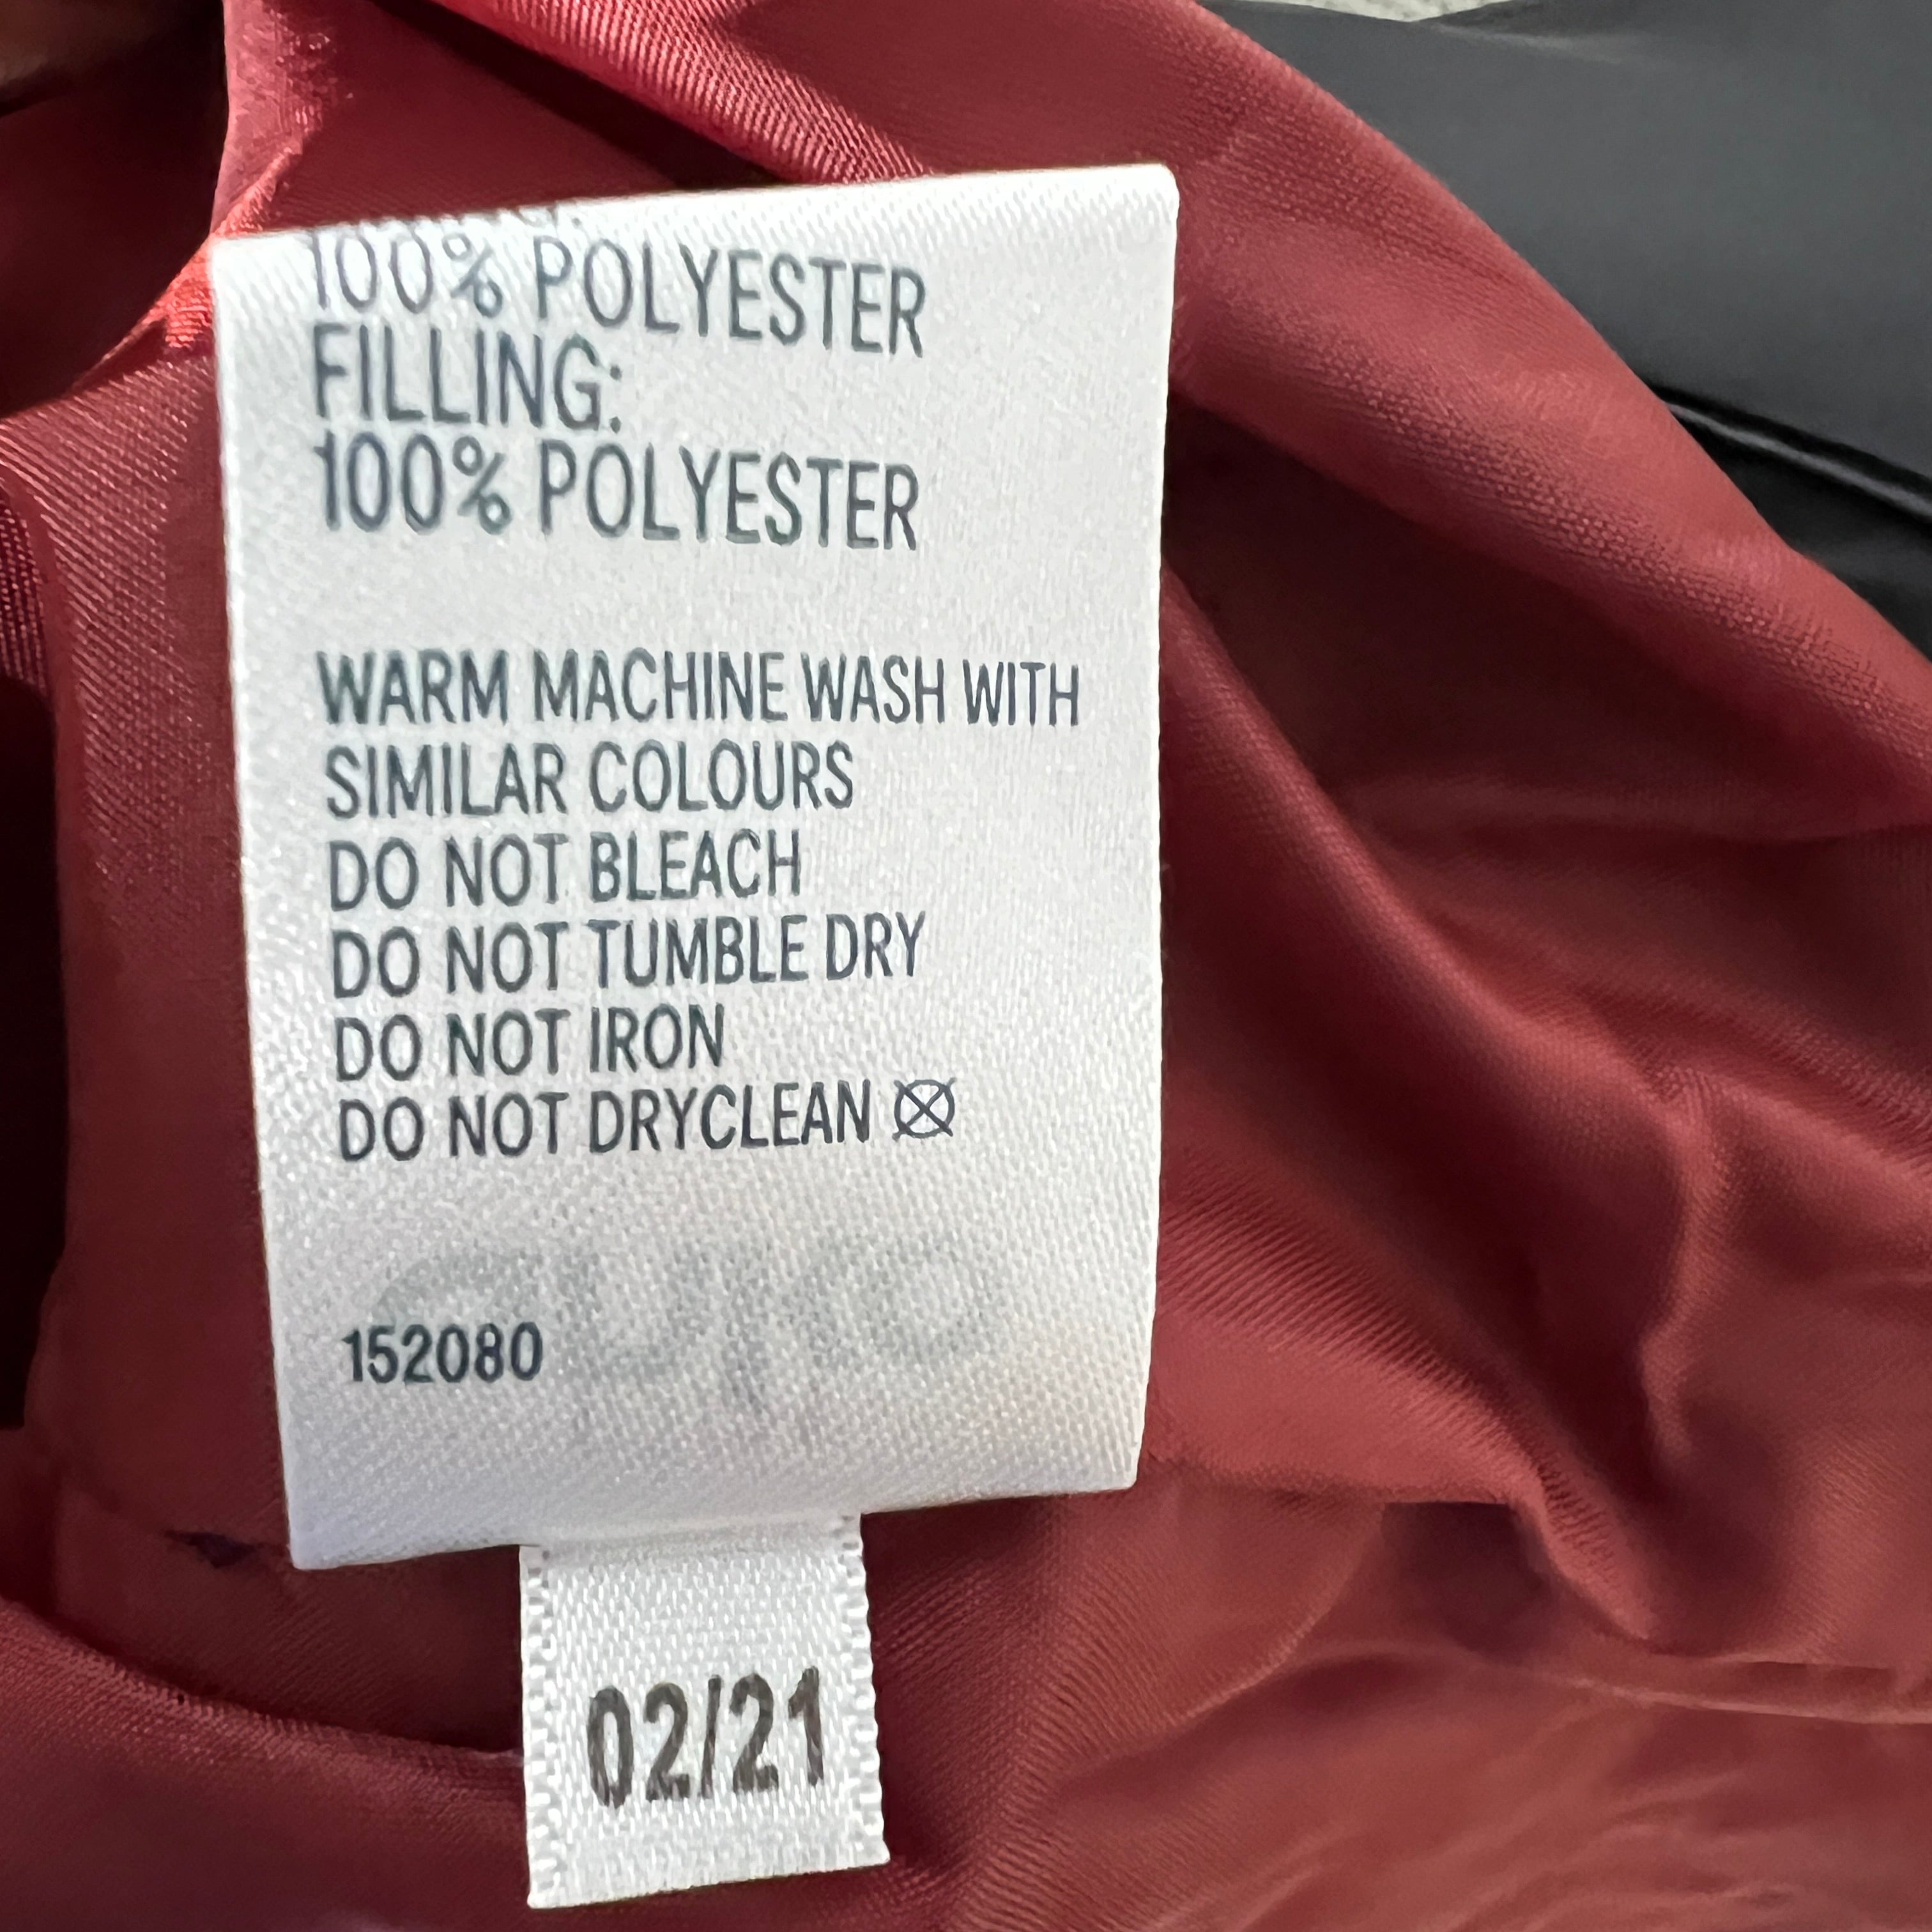 100% POLYESTER
FILLING:
100% POLYESTER
WARM MACHINE WASH WITH
SIMILAR COLOURS
DO NOT BLEACH
DO NOT TUMBLE DRY
DO NOT IRON
DO NOT DRYCLEAN
152080
02/21